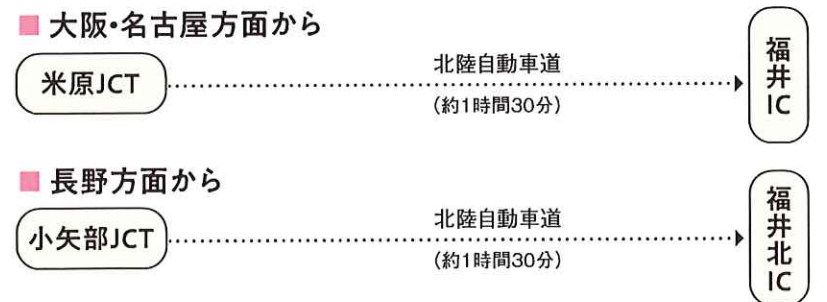 ■ 大阪・名古屋方面から
米原JCT
北陸自動車道
(約1時間30分)
福井IC
■ 長野方面から
小矢部JCT
北陸自動車道
(約1時間30分)
福井北IC